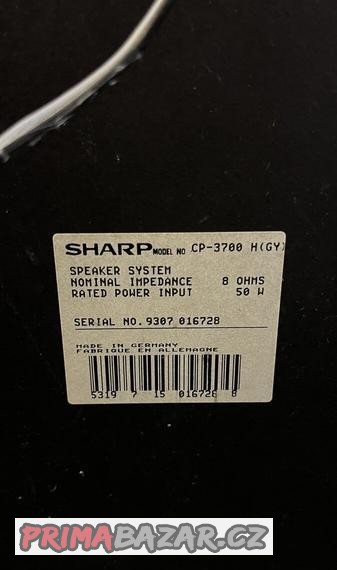 SHARP MODEL NO CP-3700 H(GY)
SPEAKER SYSTEM
NOMINAL IMPEDANCE 8 OHMS
RATED POWER INPUT 50 W
SERIAL NO. 9307 016728
MADE IN GERMANY
FABRIQUE EN ALLEMAGNE
5319 7 15 016728 8
PRIMABAZAR.CZ